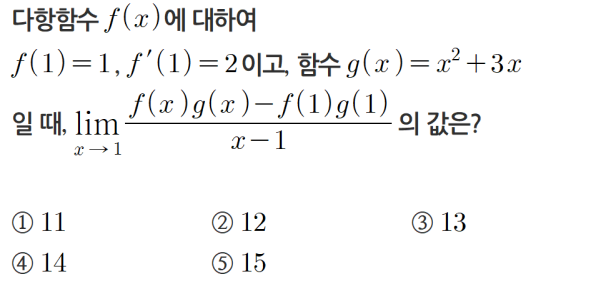 다항함수 f(x)에 대하여
f(1)=1, f′(1)=2이고, 함수 g(x)=x²+3x
일 때, lim_{x→1} \frac{f(x)g(x)−f(1)g(1)}{x−1} 의 값은?
① 11 ② 12 ③ 13
④ 14 ⑤ 15